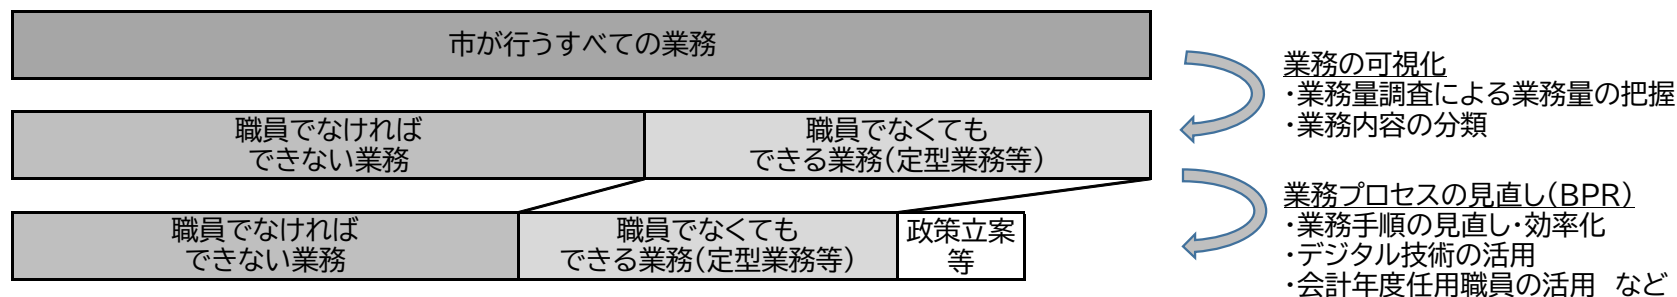 市が行うすべての業務
業務の可視化
・業務量調査による業務量の把握
・業務内容の分類
職員でなければ
できない業務
職員でなくても
できる業務(定型業務等)
業務プロセスの見直し(BPR)
・業務手順の見直し・効率化
・デジタル技術の活用
・会計年度任用職員の活用　など
職員でなければ
できない業務
職員でなくても
できる業務(定型業務等)
政策立案
等